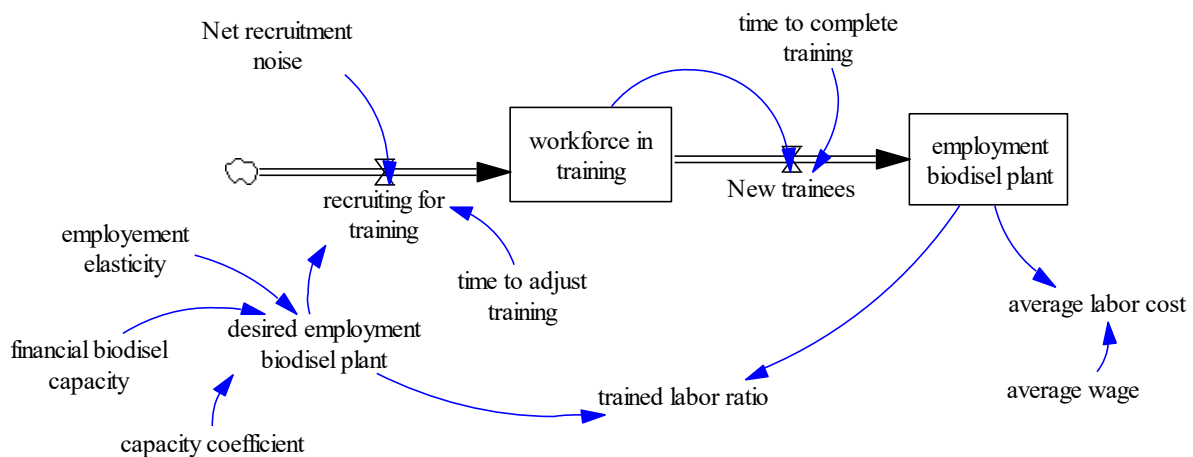 Net recruitment
noise
time to complete
training
workforce in
training
employment
biodisel plant
New trainees
recruiting for
training
employement
elasticity
time to adjust
training
average labor cost
desired employment
biodisel plant
financial biodisel
capacity
trained labor ratio
average wage
capacity coefficient